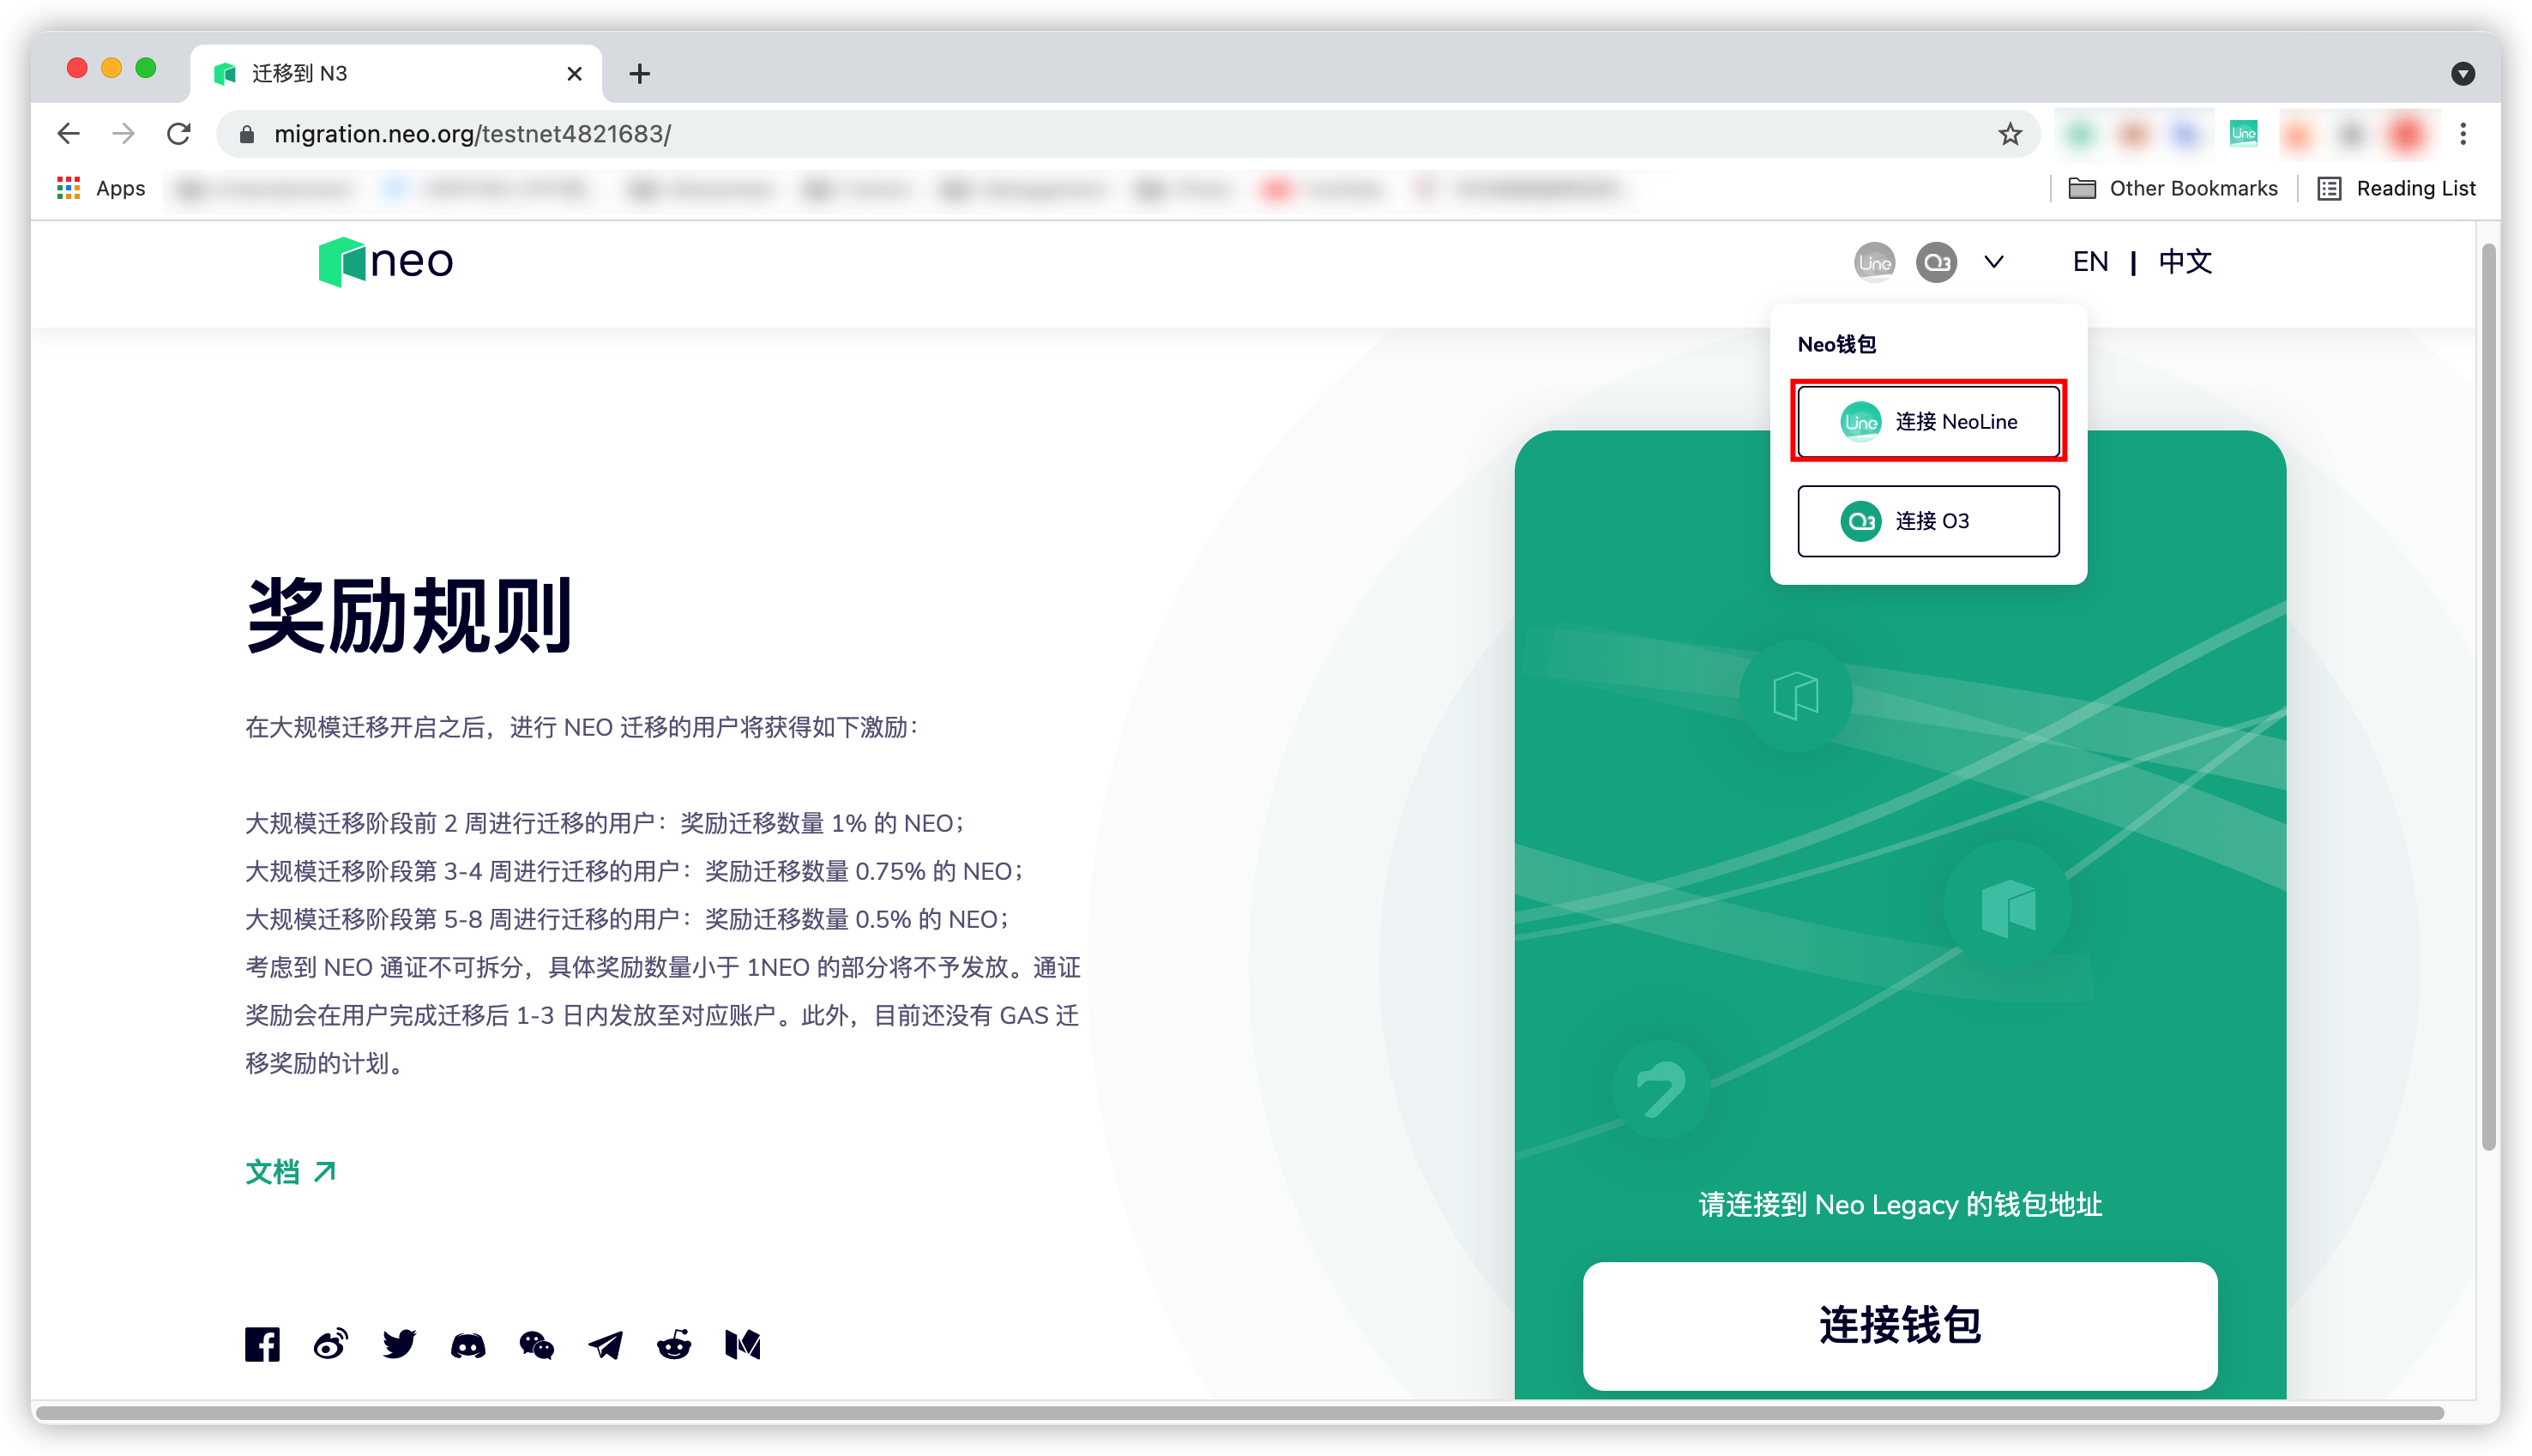 迁移到 N3
migration.neo.org/testnet4821683/
Line
Apps
Other Bookmarks
Reading List
neo
Line
O3
EN | 中文
Neo钱包
Line 连接 NeoLine
O3 连接 O3
奖励规则
在大规模迁移开启之后，进行 NEO 迁移的用户将获得如下激励：
大规模迁移阶段前 2 周进行迁移的用户：奖励迁移数量 1% 的 NEO；
大规模迁移阶段第 3-4 周进行迁移的用户：奖励迁移数量 0.75% 的 NEO；
大规模迁移阶段第 5-8 周进行迁移的用户：奖励迁移数量 0.5% 的 NEO；
考虑到 NEO 通证不可拆分，具体奖励数量小于 1NEO 的部分将不予发放。通证
奖励会在用户完成迁移后 1-3 日内发放至对应账户。此外，目前还没有 GAS 迁
移奖励的计划。
文档
请连接到 Neo Legacy 的钱包地址
连接钱包